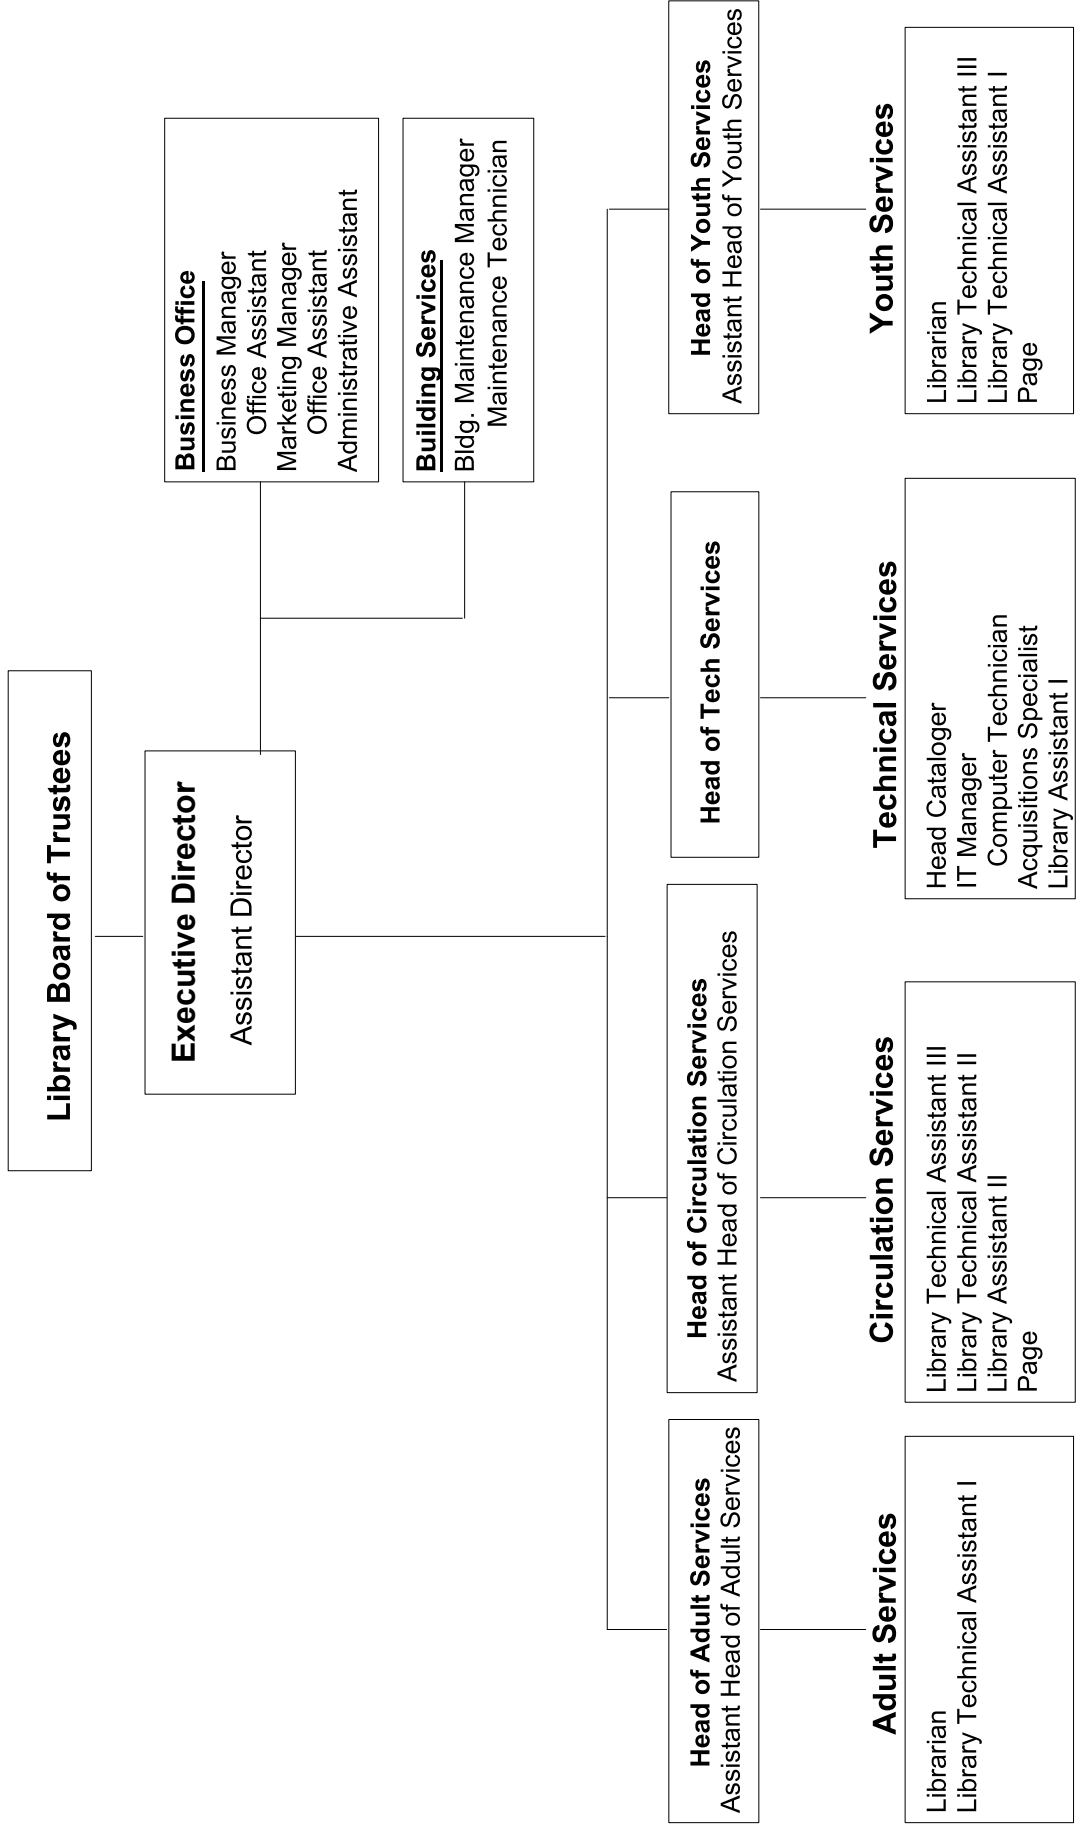 Library Board of Trustees
Executive Director
Assistant Director
Business Office
Business Manager
Office Assistant
Marketing Manager
Office Assistant
Administrative Assistant
Building Services
Bldg. Maintenance Manager
Maintenance Technician
Head of Adult Services
Assistant Head of Adult Services
Head of Circulation Services
Assistant Head of Circulation Services
Head of Tech Services
Head of Youth Services
Assistant Head of Youth Services
Adult Services
Librarian
Library Technical Assistant I
Circulation Services
Library Technical Assistant III
Library Technical Assistant II
Library Assistant II
Page
Technical Services
Head Cataloger
IT Manager
Computer Technician
Acquisitions Specialist
Library Assistant I
Youth Services
Librarian
Library Technical Assistant III
Library Technical Assistant I
Page